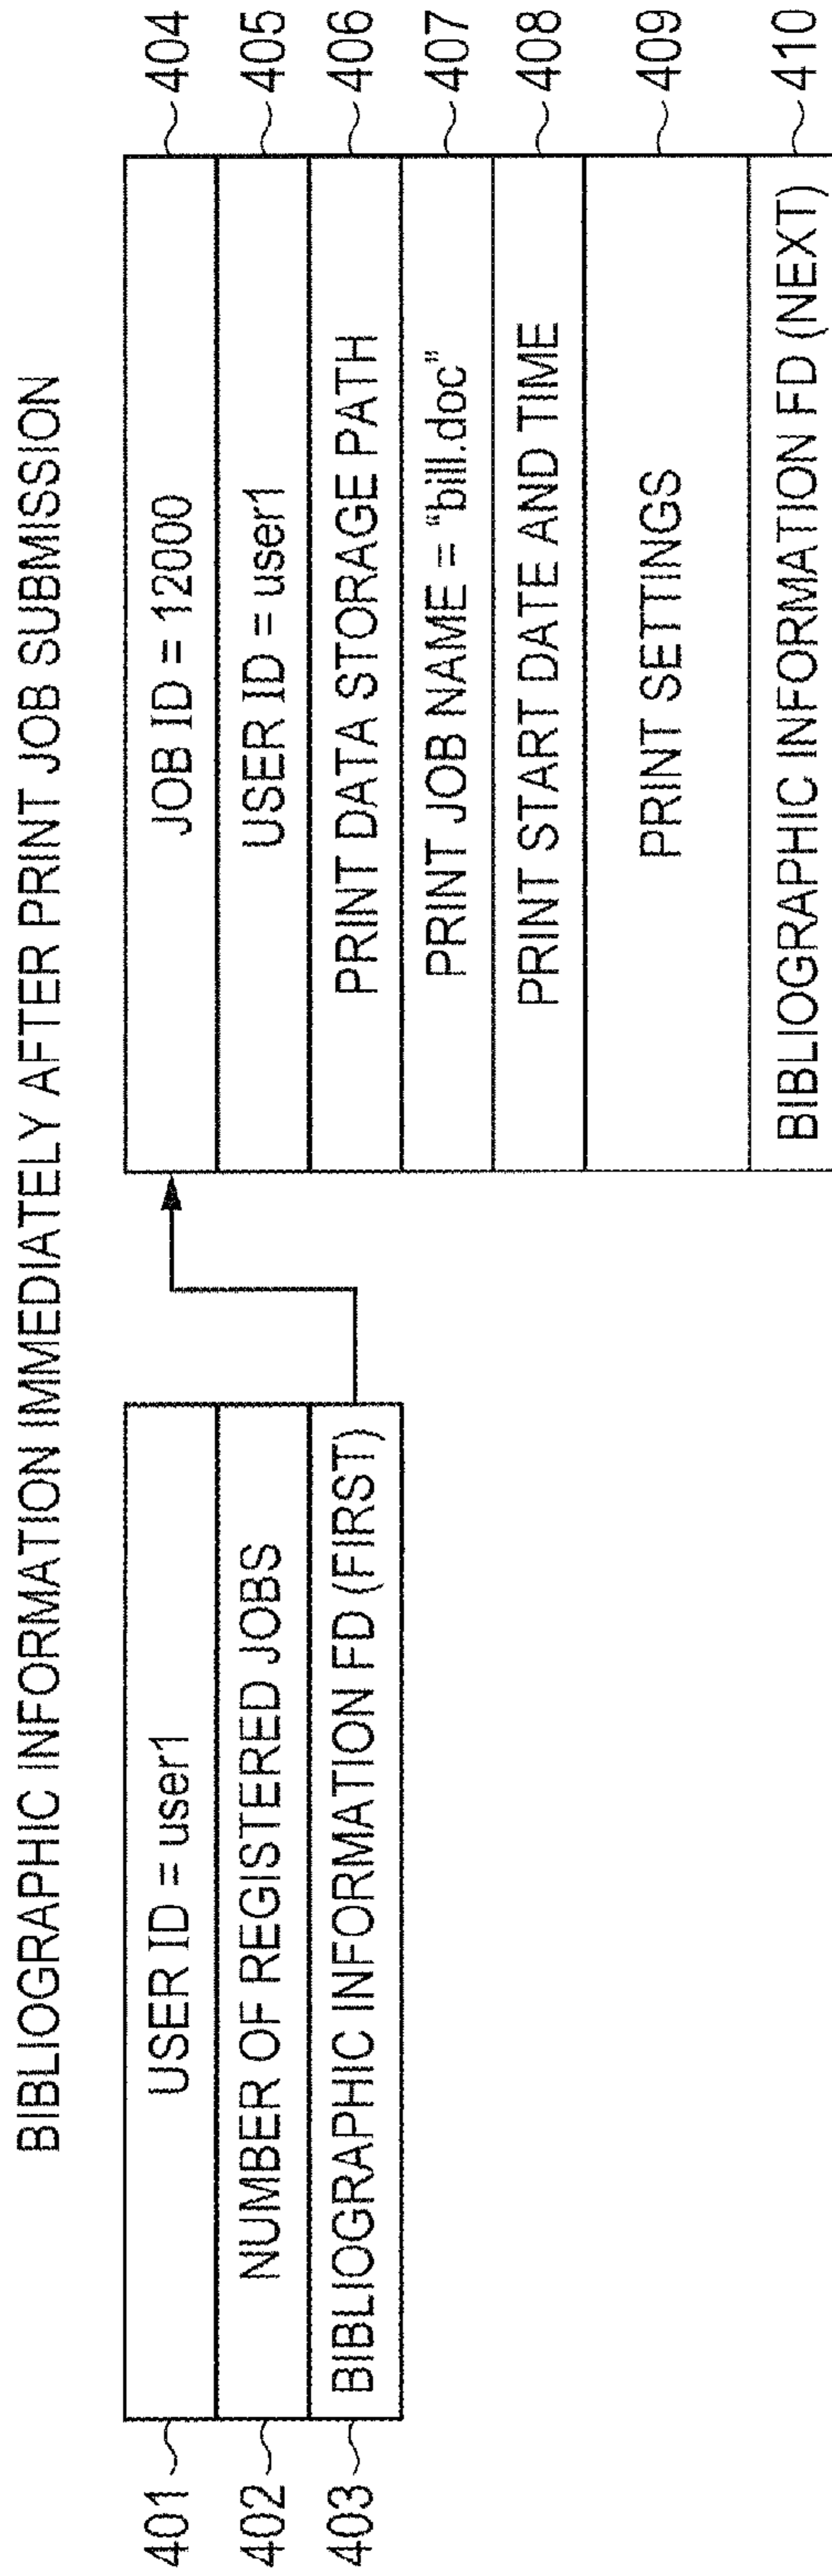 BIBLIOGRAPHIC INFORMATION IMMEDIATELY AFTER PRINT JOB SUBMISSION
401 USER ID = user1
402 NUMBER OF REGISTERED JOBS
403 BIBLIOGRAPHIC INFORMATION FD (FIRST)
JOB ID = 12000 404
USER ID = user1 405
PRINT DATA STORAGE PATH 406
PRINT JOB NAME = “bill.doc” 407
PRINT START DATE AND TIME 408
PRINT SETTINGS 409
BIBLIOGRAPHIC INFORMATION FD (NEXT) 410